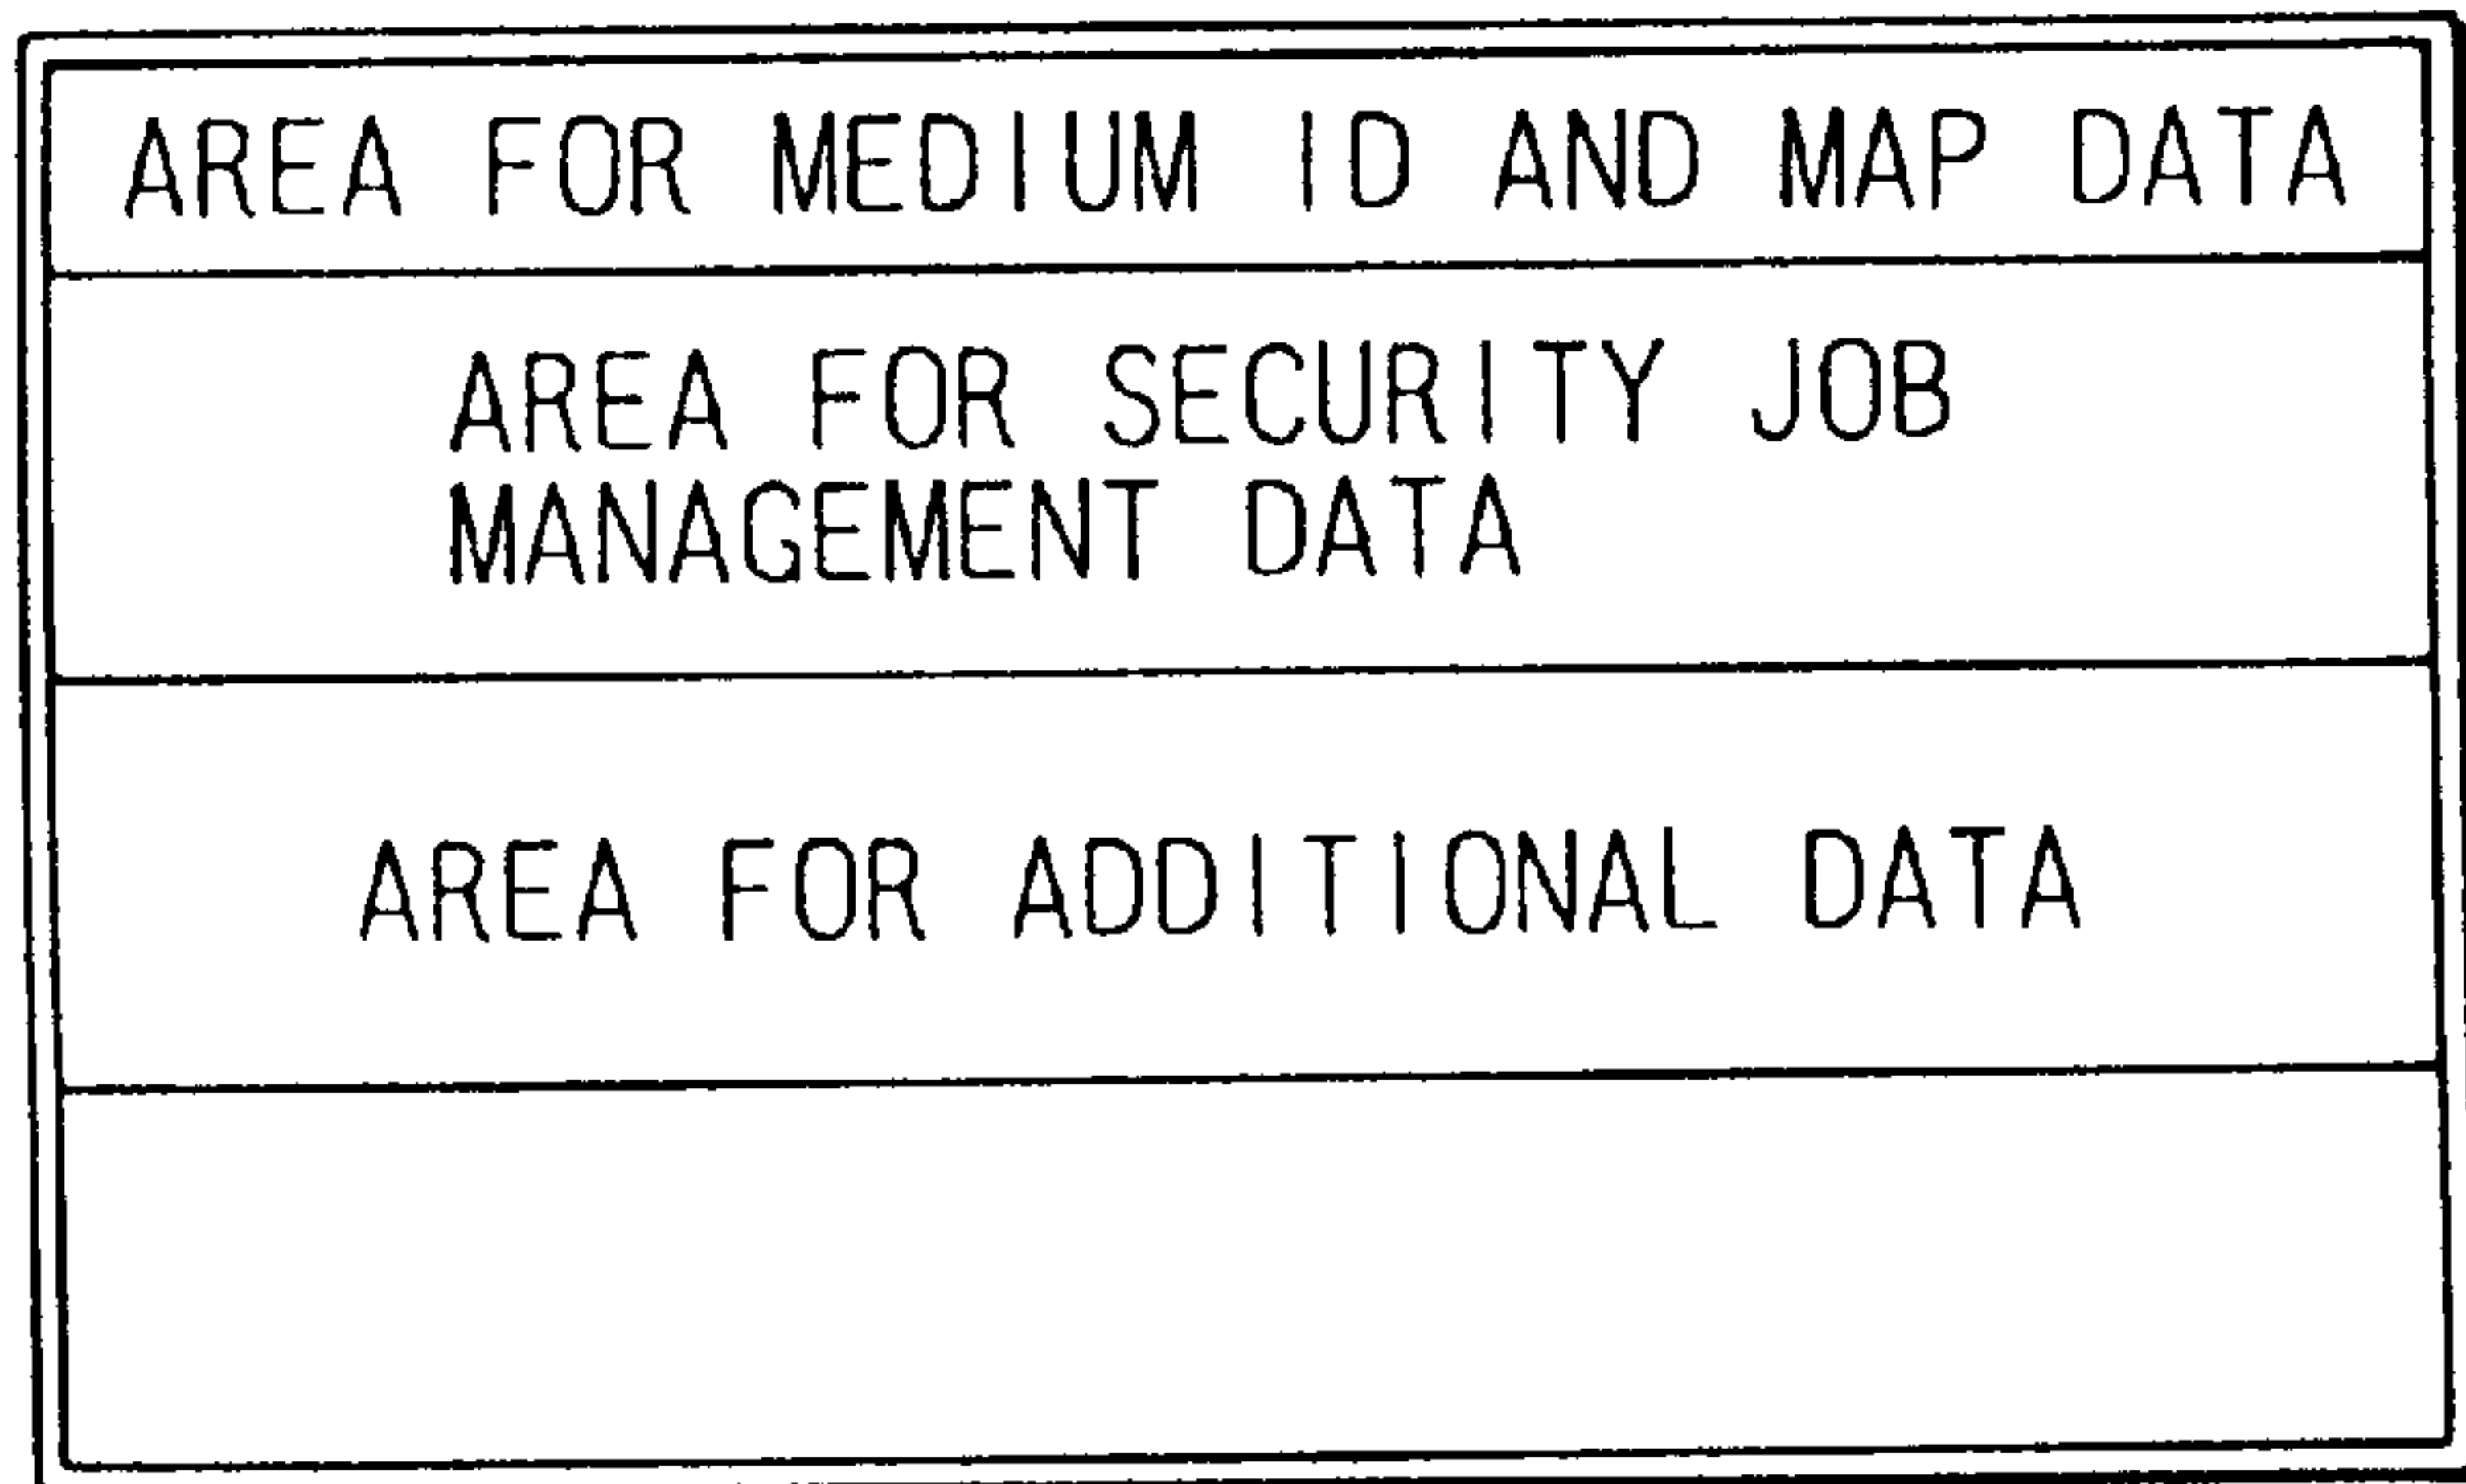 AREA FOR MEDIUM ID AND MAP DATA
AREA FOR SECURITY JOB
MANAGEMENT DATA
AREA FOR ADDITIONAL DATA